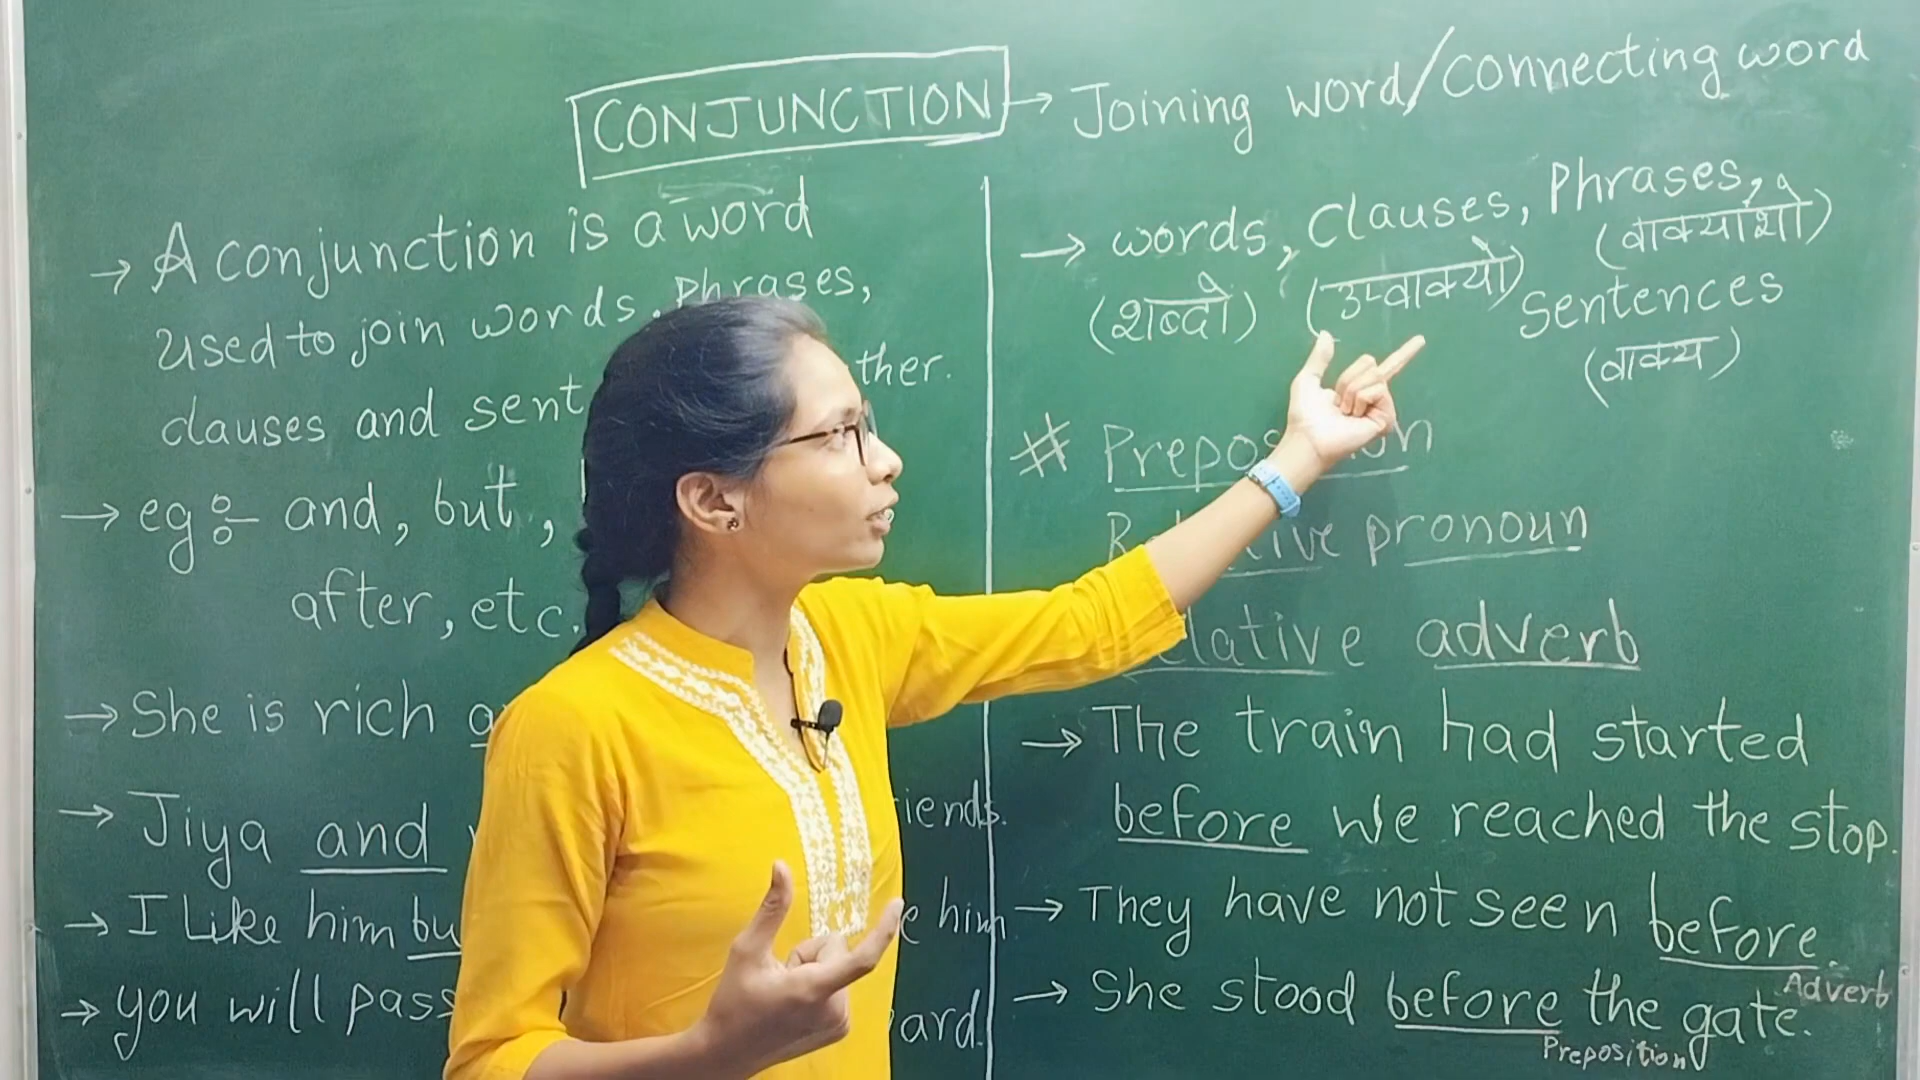 CONJUNCTION → Joining word/connecting word
→ A conjunction is a word
used to join words, Phrases,
clauses and sent ther.
→ eg:- and, but,
after, etc.
→ She is rich
→ Jiya and iends.
→ I Like him bu him
→ you will pass ard.
→ words, Clauses, Phrases,
(शब्दों) (उपवाक्यों) (वाक्यांशों)
Sentences
(वाक्य)
# Preposition
Relative pronoun
lative adverb
→ The train had started
before we reached the stop.
→ They have not seen before.
Adverb
→ She stood before the gate.
Preposition